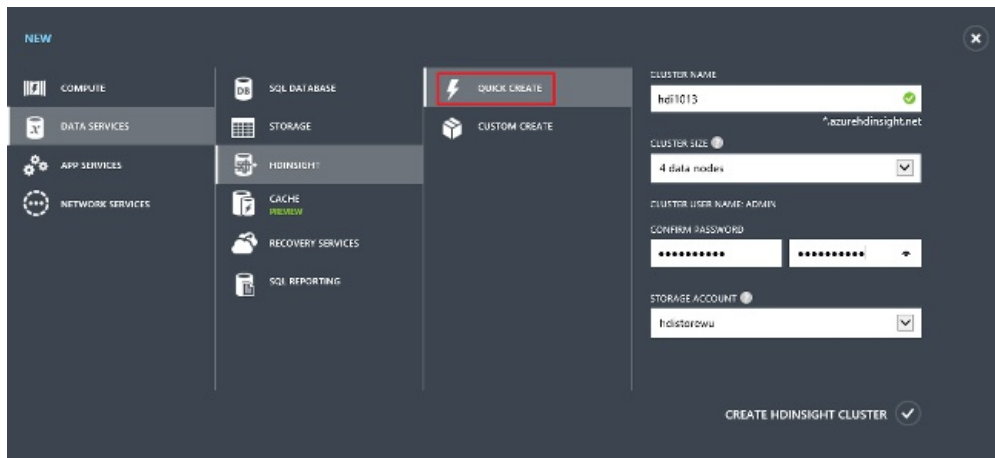 NEW
COMPUTE
DATA SERVICES
APP SERVICES
NETWORK SERVICES
SQL DATABASE
STORAGE
HDINSIGHT
CACHE
PREVIEW
RECOVERY SERVICES
SQL REPORTING
QUICK CREATE
CUSTOM CREATE
CLUSTER NAME
hdi1013
*.azurehdinsight.net
CLUSTER SIZE
4 data nodes
CLUSTER USER NAME: ADMIN
CONFIRM PASSWORD
STORAGE ACCOUNT
hdistorewu
CREATE HDINSIGHT CLUSTER